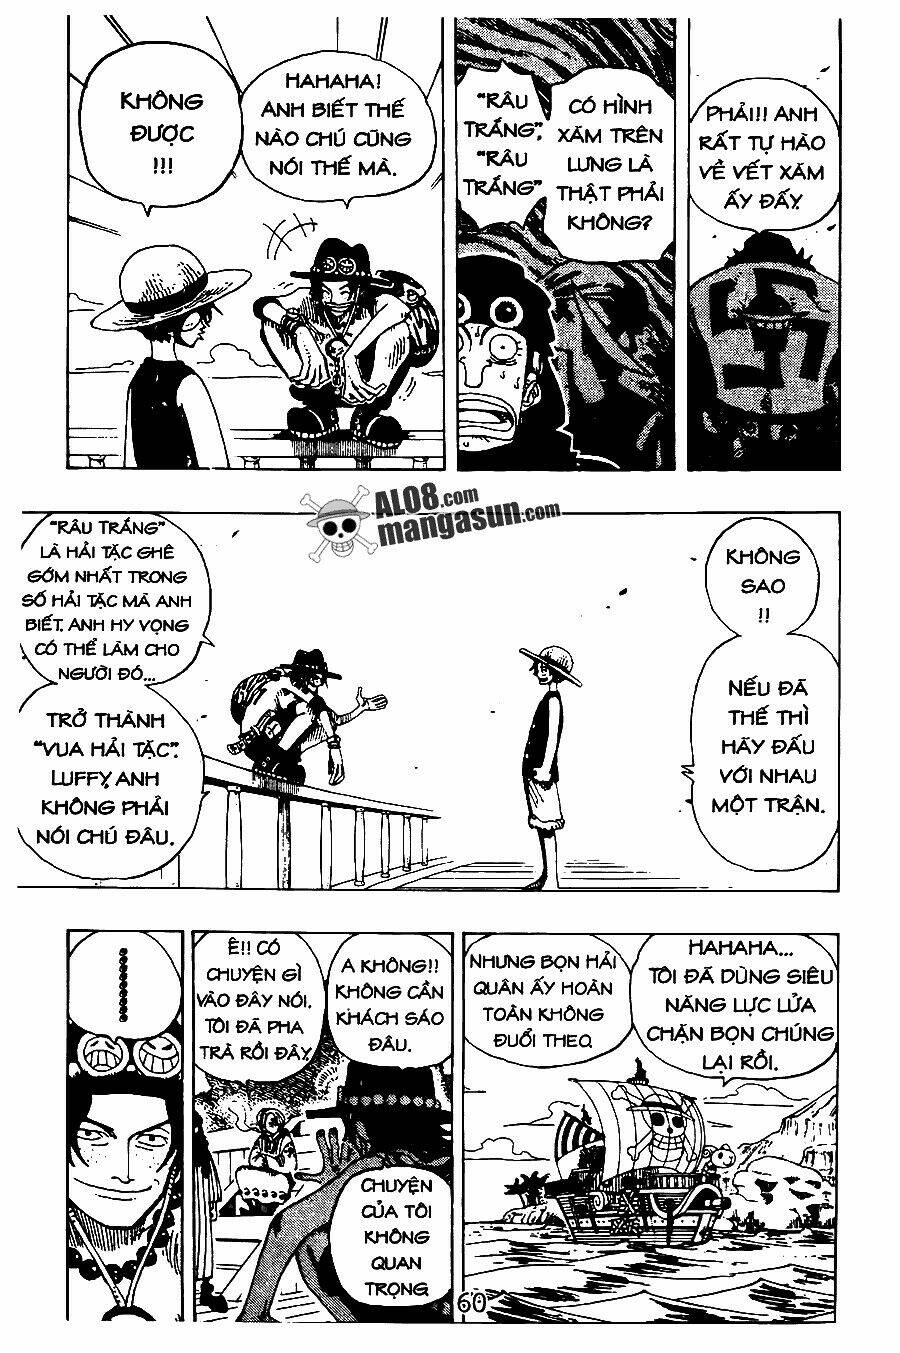 PHẢI!!! ANH
RẤT TỰ HÀO
VỀ VẾT XĂM
ẤY ĐẤY.
CÓ HÌNH
XĂM TRÊN
LƯNG LÀ
THẬT PHẢI
KHÔNG?
"RÂU
TRẮNG",
"RÂU
TRẮNG".
HAHAHA!
ANH BIẾT THẾ
NÀO CHÚ CŨNG
NÓI THẾ MÀ.
KHÔNG
ĐƯỢC
!!!
ALO8.com
mangasun.com
KHÔNG
SAO
!!
NẾU ĐÃ
THẾ THÌ
HÃY ĐẤU
VỚI NHAU
MỘT TRẬN.
"RÂU TRẮNG"
LÀ HẢI TẶC GHÊ
GỚM NHẤT TRONG
SỐ HẢI TẶC MÀ ANH
BIẾT. ANH HY VỌNG
CÓ THỂ LÀM CHO
NGƯỜI ĐÓ...
TRỞ THÀNH
"VUA HẢI TẶC".
LUFFY, ANH
KHÔNG PHẢI
NÓI CHÚ ĐÂU.
HAHAHA...
TÔI ĐÃ DÙNG SIÊU
NĂNG LỰC LỬA
CHẶN BỌN CHÚNG
LẠI RỒI.
NHƯNG BỌN HẢI
QUÂN ẤY HOÀN
TOÀN KHÔNG
ĐUỔI THEO.
A KHÔNG!!
KHÔNG CẦN
KHÁCH SÁO
ĐÂU.
Ê!! CÓ
CHUYỆN GÌ
VÀO ĐÂY NÓI.
TÔI ĐÃ PHA
TRÀ RỒI ĐÂY.
CHUYỆN
CỦA TÔI
KHÔNG
QUAN
TRỌNG.
60